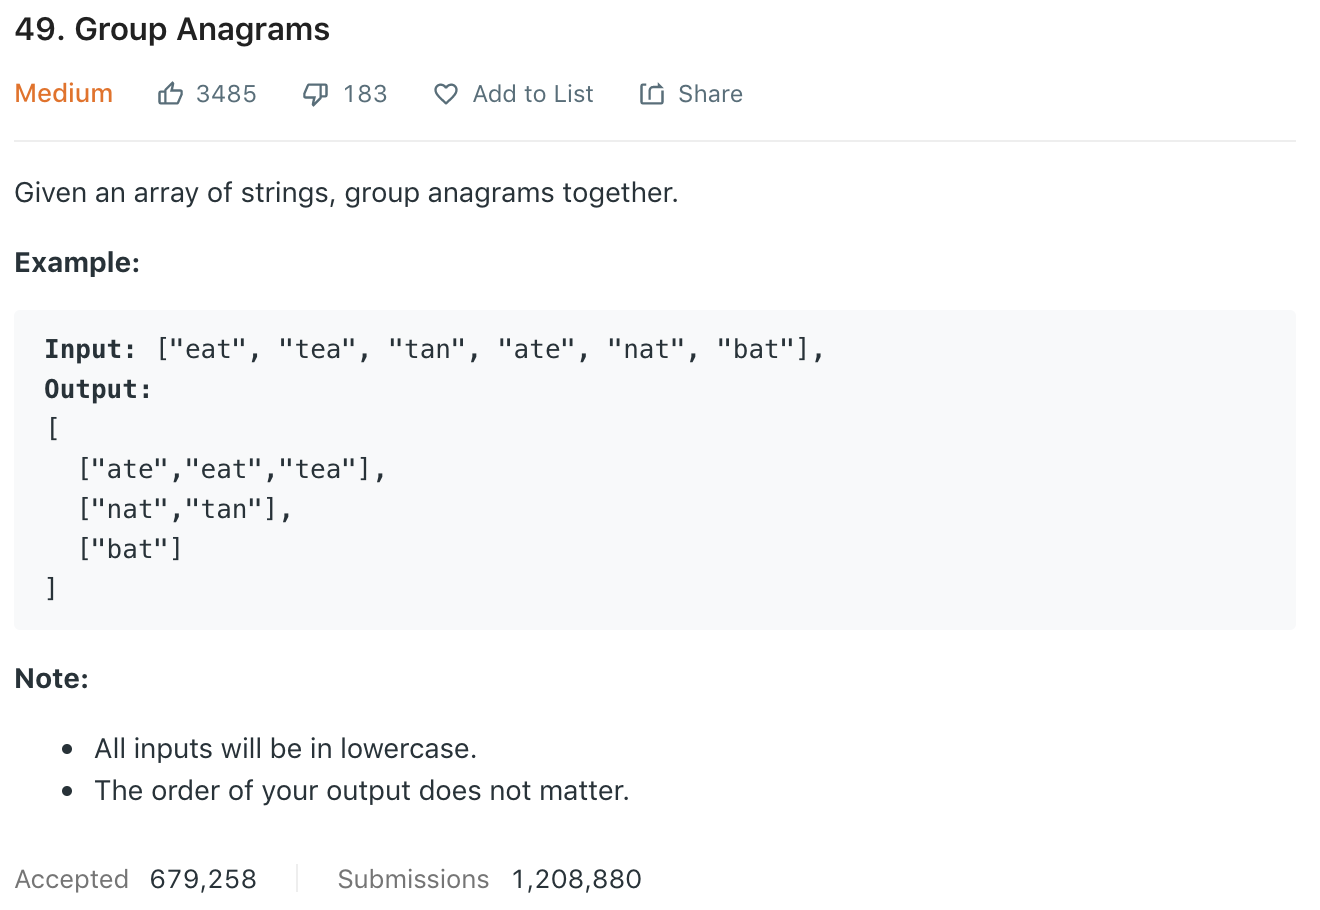 49. Group Anagrams
Medium 3485 183 Add to List Share
Given an array of strings, group anagrams together.
Example:
Input: ["eat", "tea", "tan", "ate", "nat", "bat"],
Output:
[
  ["ate","eat","tea"],
  ["nat","tan"],
  ["bat"]
]
Note:
• All inputs will be in lowercase.
• The order of your output does not matter.
Accepted 679,258 Submissions 1,208,880